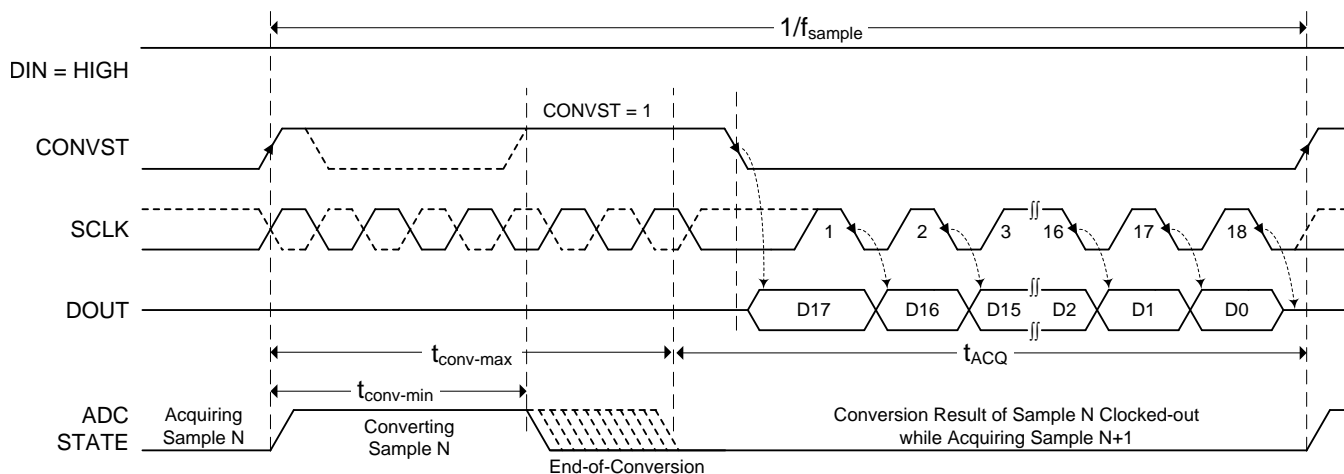 1/fsample
DIN = HIGH
CONVST = 1
CONVST
SCLK
1 2 3 ∫∫ 16 17 18
DOUT
D17 D16 D15 ∫∫ D2 D1 D0
tconv-max
tACQ
tconv-min
ADC
STATE
Acquiring
Sample N
Converting
Sample N
End-of-Conversion
Conversion Result of Sample N Clocked-out
while Acquiring Sample N+1